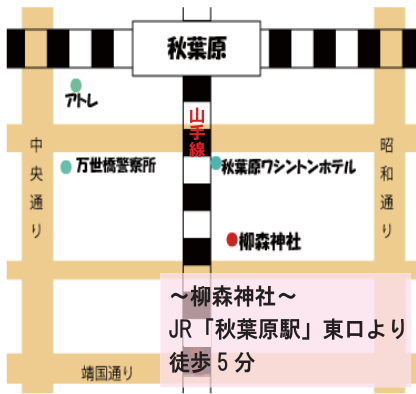 秋葉原
アトレ
山手線
中央通り
昭和通り
万世橋警察所
秋葉原ワシントンホテル
柳森神社
～柳森神社～
JR「秋葉原駅」東口より
徒歩5分
靖国通り